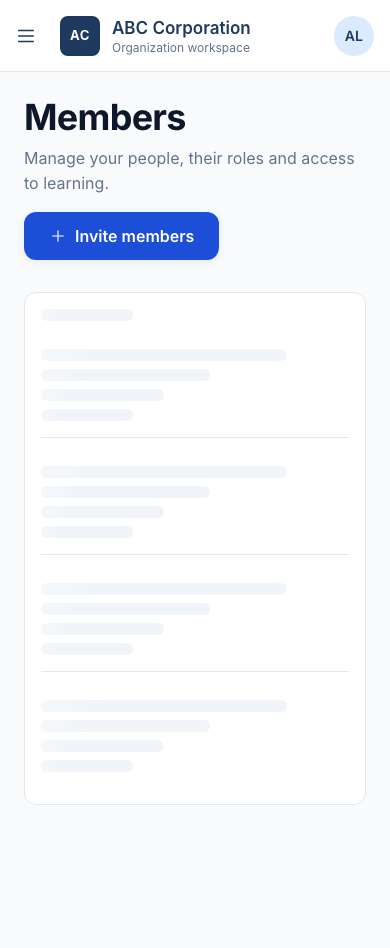 AC
ABC Corporation
Organization workspace
AL
Members
Manage your people, their roles and access
to learning.
Invite members